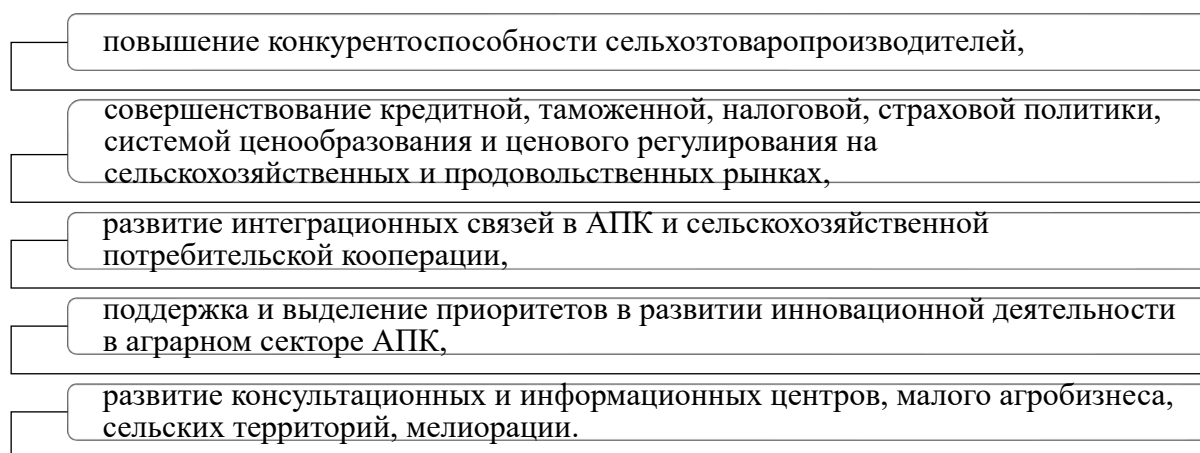 повышение конкурентоспособности сельхозтоваропроизводителей,
совершенствование кредитной, таможенной, налоговой, страховой политики,
системой ценообразования и ценового регулирования на
сельскохозяйственных и продовольственных рынках,
развитие интеграционных связей в АПК и сельскохозяйственной
потребительской кооперации,
поддержка и выделение приоритетов в развитии инновационной деятельности
в аграрном секторе АПК,
развитие консультационных и информационных центров, малого агробизнеса,
сельских территорий, мелиорации.